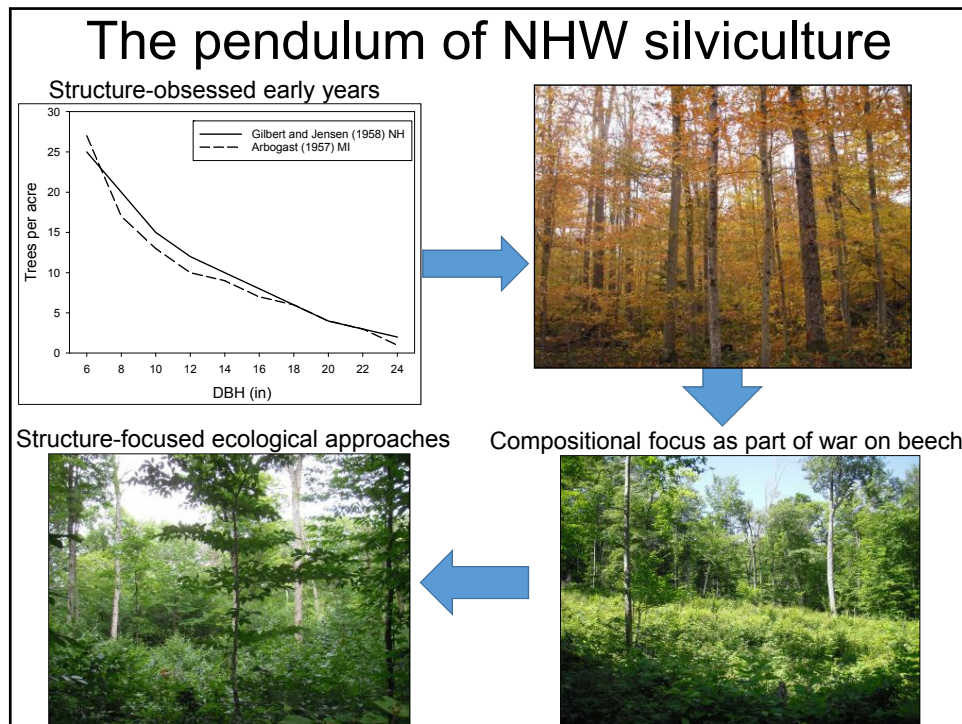 The pendulum of NHW silviculture
Structure-obsessed early years
30
25
20
15
10
5
0
Trees per acre
Gilbert and Jensen (1958) NH
Arbogast (1957) MI
6 8 10 12 14 16 18 20 22 24
DBH (in)
Structure-focused ecological approaches
Compositional focus as part of war on beech